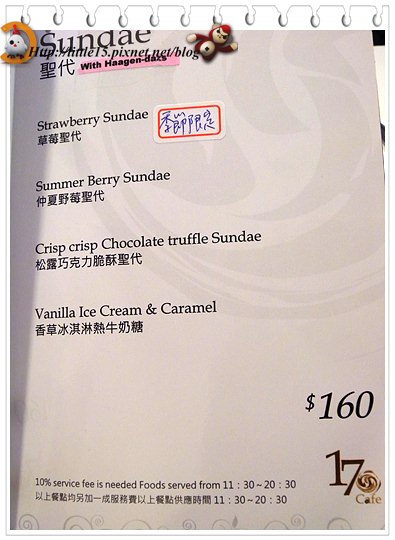 Sundae
Http://little15.pixnet.net/blog
聖代 With Haagen-dazs
Strawberry Sundae
草莓聖代
季節限定
Summer Berry Sundae
仲夏野莓聖代
Crisp crisp Chocolate truffle Sundae
松露巧克力脆酥聖代
Vanilla Ice Cream & Caramel
香草冰淇淋熱牛奶糖
$160
10% service fee is needed Foods served from 11：30～20：30
以上餐點均另加一成服務費以上餐點供應時間 11：30～20：30
17
Cafe